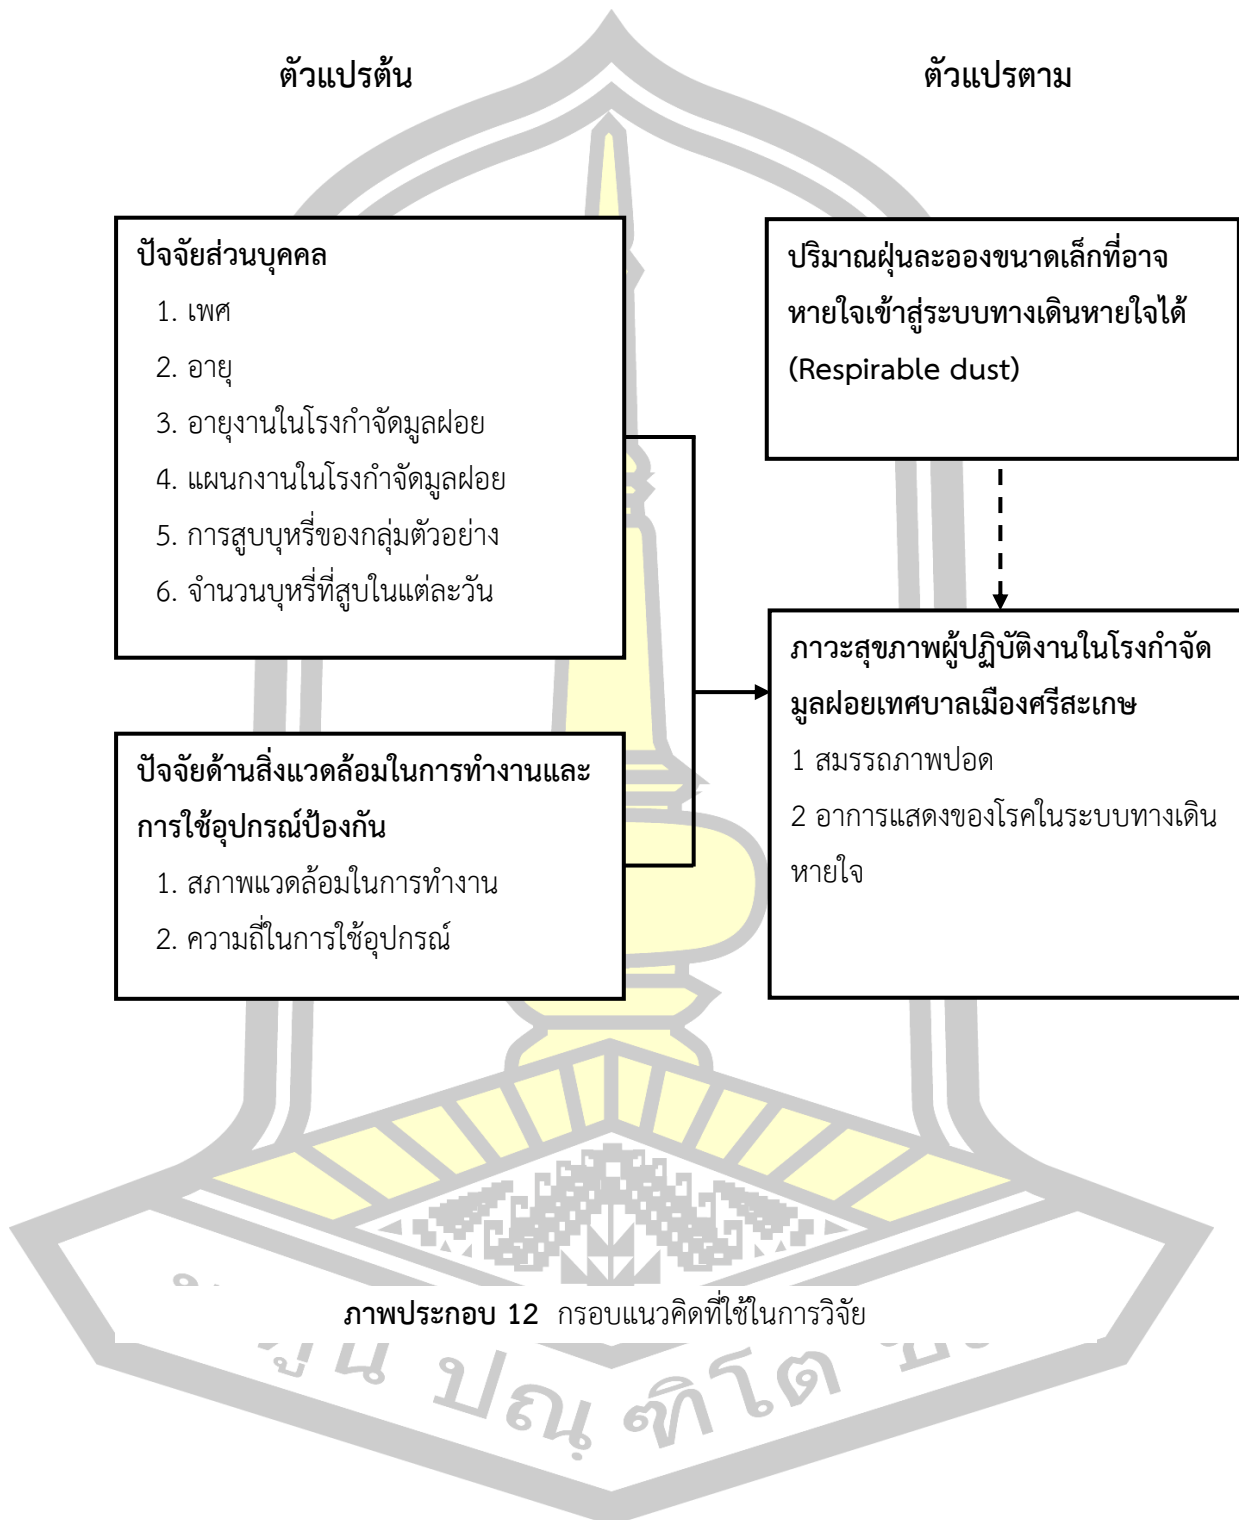 ตัวแปรต้น
ตัวแปรตาม
ปัจจัยส่วนบุคคล
1. เพศ
2. อายุ
3. อายุงานในโรงกำจัดมูลฝอย
4. แผนกงานในโรงกำจัดมูลฝอย
5. การสูบบุหรี่ของกลุ่มตัวอย่าง
6. จำนวนบุหรี่ที่สูบในแต่ละวัน
ปัจจัยด้านสิ่งแวดล้อมในการทำงานและ
การใช้อุปกรณ์ป้องกัน
1. สภาพแวดล้อมในการทำงาน
2. ความถี่ในการใช้อุปกรณ์
ปริมาณฝุ่นละอองขนาดเล็กที่อาจ
หายใจเข้าสู่ระบบทางเดินหายใจได้
(Respirable dust)
ภาวะสุขภาพผู้ปฏิบัติงานในโรงกำจัด
มูลฝอยเทศบาลเมืองศรีสะเกษ
1 สมรรถภาพปอด
2 อาการแสดงของโรคในระบบทางเดิน
หายใจ
ภาพประกอบ 12 กรอบแนวคิดที่ใช้ในการวิจัย
ปณฺ ฑิโต